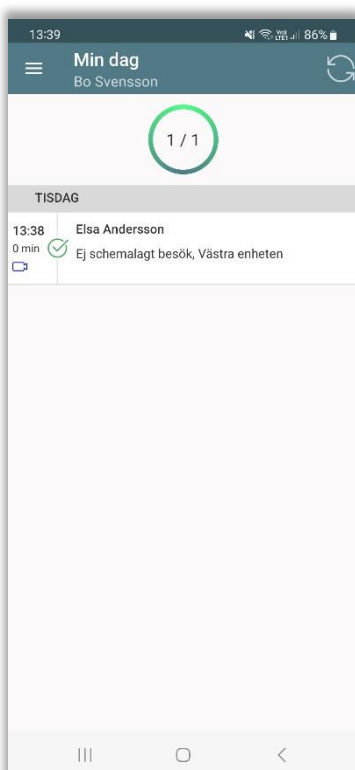 13:39 86%
Min dag
Bo Svensson
1 / 1
TISDAG
13:38 Elsa Andersson
0 min Ej schemalagt besök, Västra enheten